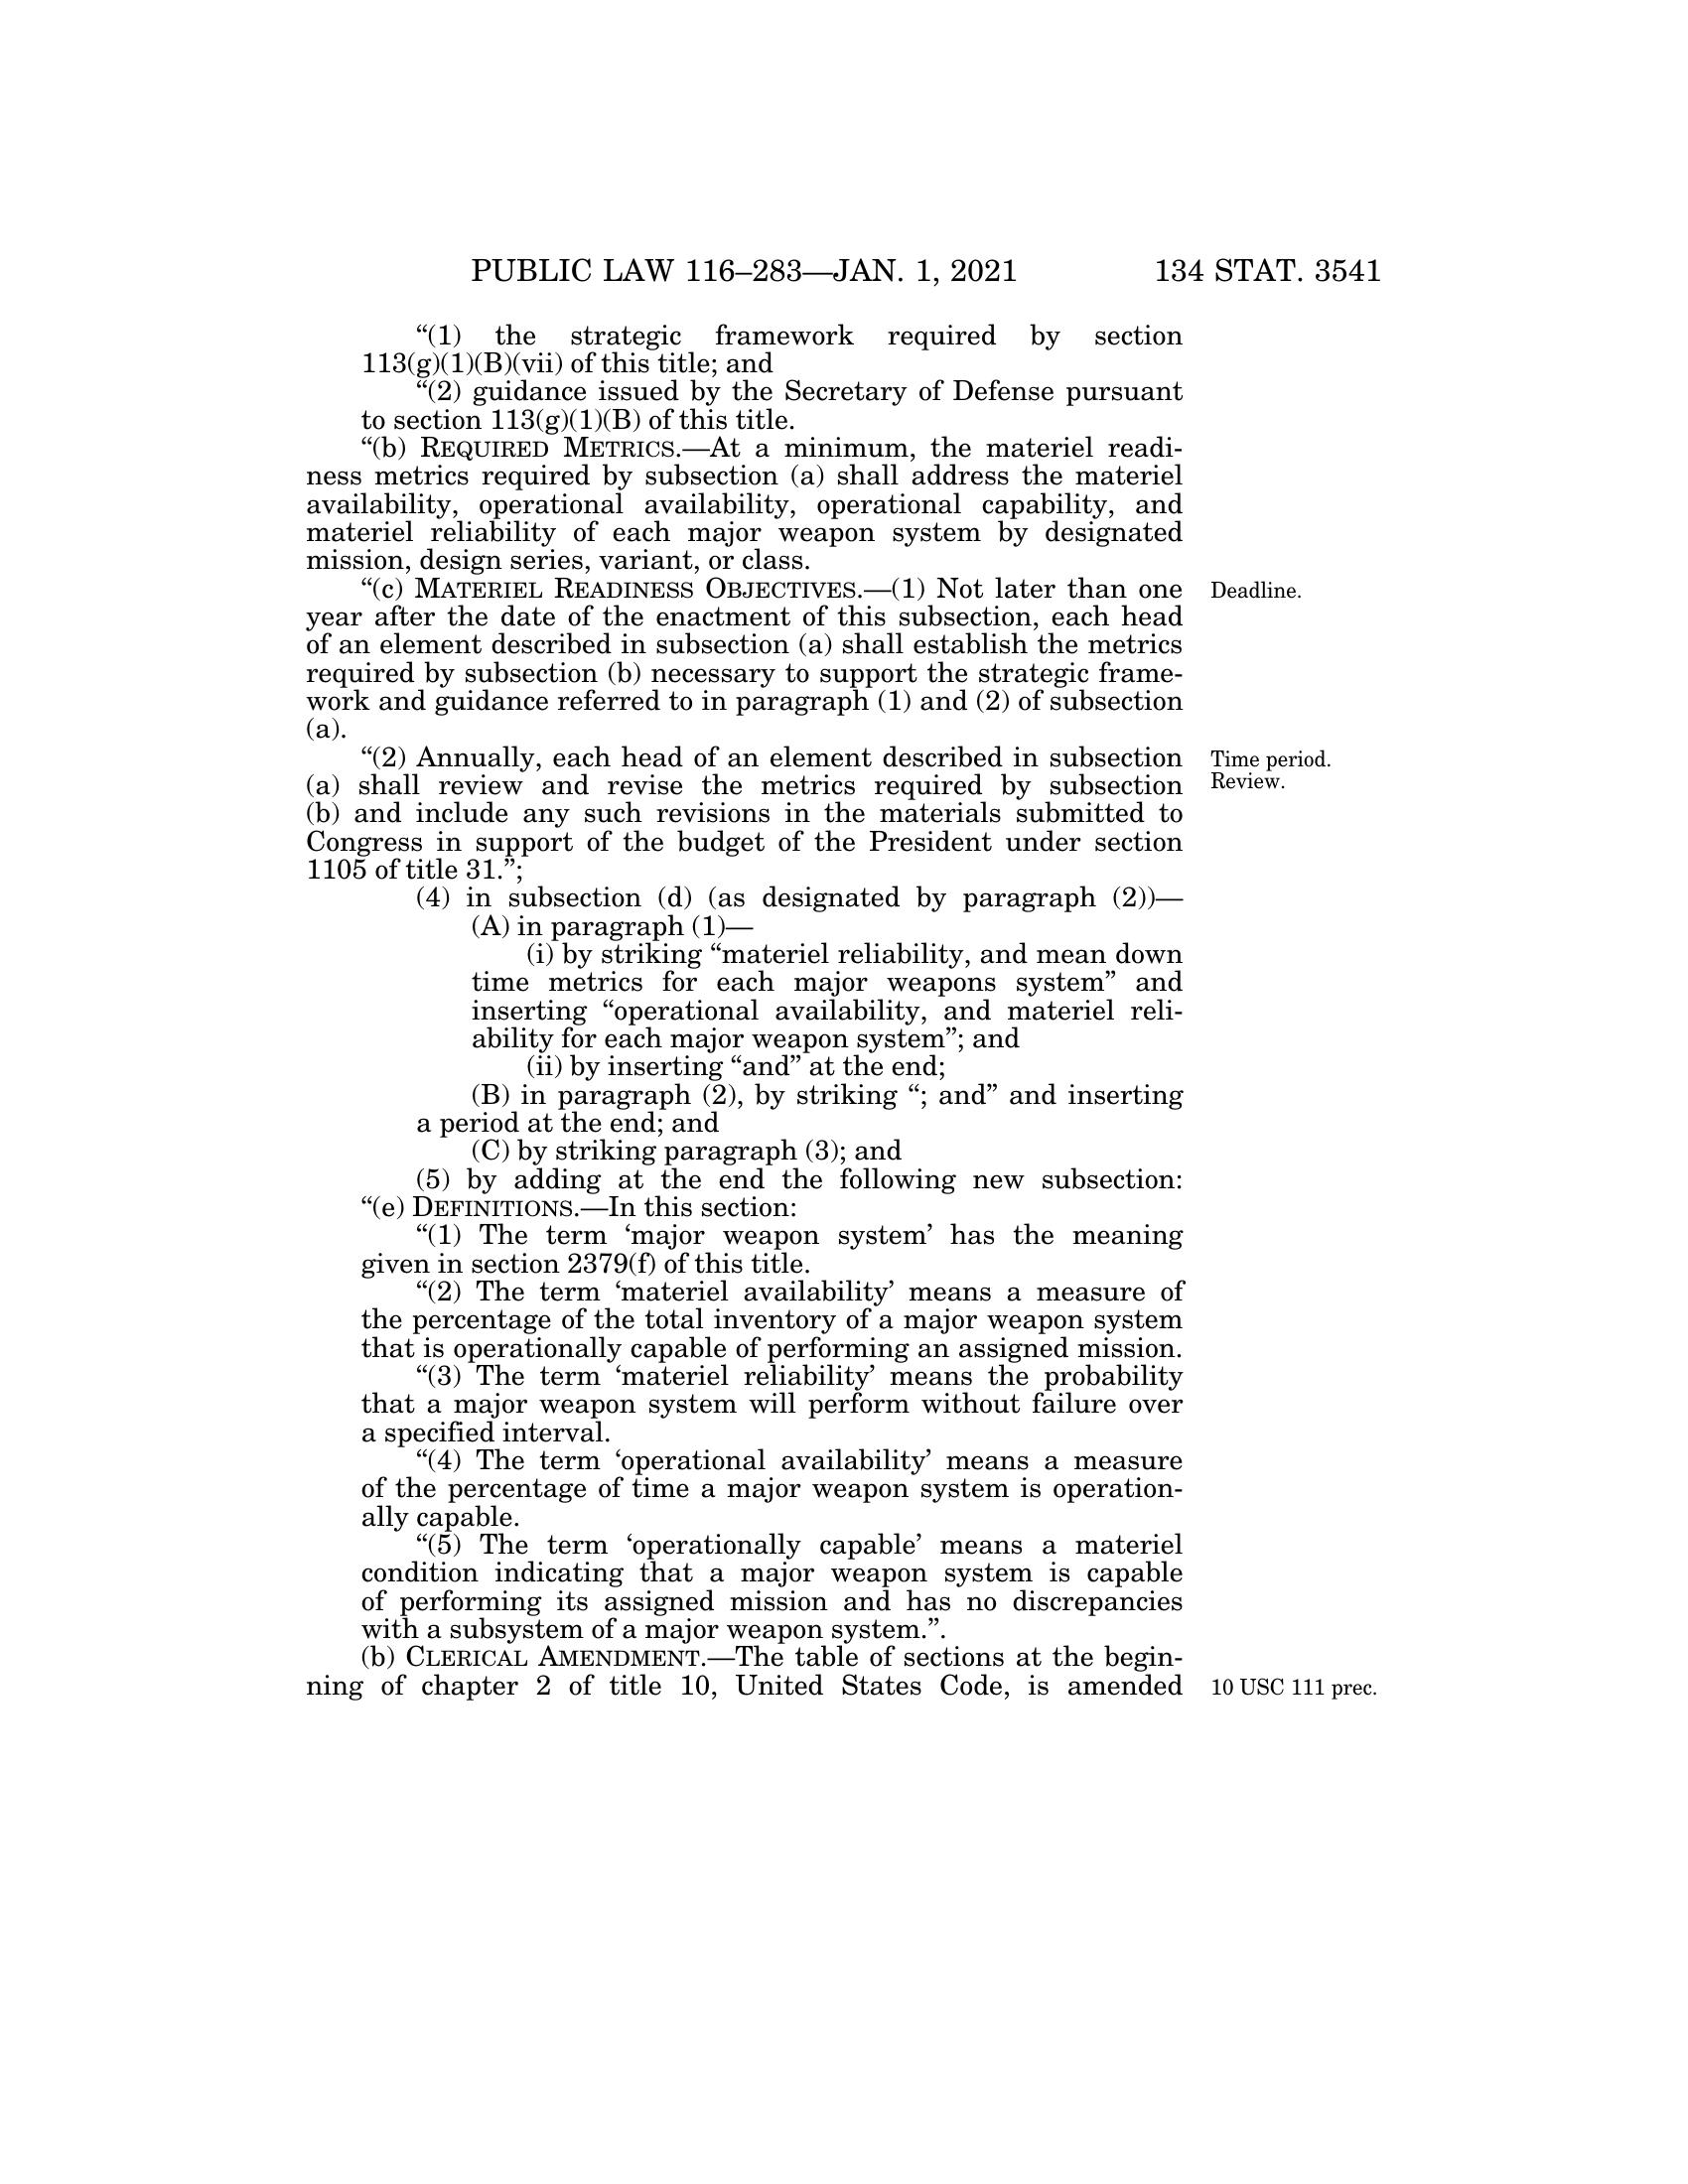 PUBLIC LAW 116–283—JAN. 1, 2021 134 STAT. 3541
“(1) the strategic framework required by section
113(g)(1)(B)(vii) of this title; and
“(2) guidance issued by the Secretary of Defense pursuant
to section 113(g)(1)(B) of this title.
“(b) REQUIRED METRICS.—At a minimum, the materiel readi-
ness metrics required by subsection (a) shall address the materiel
availability, operational availability, operational capability, and
materiel reliability of each major weapon system by designated
mission, design series, variant, or class.
“(c) MATERIEL READINESS OBJECTIVES.—(1) Not later than one
year after the date of the enactment of this subsection, each head
of an element described in subsection (a) shall establish the metrics
required by subsection (b) necessary to support the strategic frame-
work and guidance referred to in paragraph (1) and (2) of subsection
(a).
“(2) Annually, each head of an element described in subsection
(a) shall review and revise the metrics required by subsection
(b) and include any such revisions in the materials submitted to
Congress in support of the budget of the President under section
1105 of title 31.”;
(4) in subsection (d) (as designated by paragraph (2))—
(A) in paragraph (1)—
(i) by striking “materiel reliability, and mean down
time metrics for each major weapons system” and
inserting “operational availability, and materiel reli-
ability for each major weapon system”; and
(ii) by inserting “and” at the end;
(B) in paragraph (2), by striking “; and” and inserting
a period at the end; and
(C) by striking paragraph (3); and
(5) by adding at the end the following new subsection:
“(e) DEFINITIONS.—In this section:
“(1) The term ‘major weapon system’ has the meaning
given in section 2379(f) of this title.
“(2) The term ‘materiel availability’ means a measure of
the percentage of the total inventory of a major weapon system
that is operationally capable of performing an assigned mission.
“(3) The term ‘materiel reliability’ means the probability
that a major weapon system will perform without failure over
a specified interval.
“(4) The term ‘operational availability’ means a measure
of the percentage of time a major weapon system is operation-
ally capable.
“(5) The term ‘operationally capable’ means a materiel
condition indicating that a major weapon system is capable
of performing its assigned mission and has no discrepancies
with a subsystem of a major weapon system.”.
(b) CLERICAL AMENDMENT.—The table of sections at the begin-
ning of chapter 2 of title 10, United States Code, is amended
Deadline.
Time period.
Review.
10 USC 111 prec.